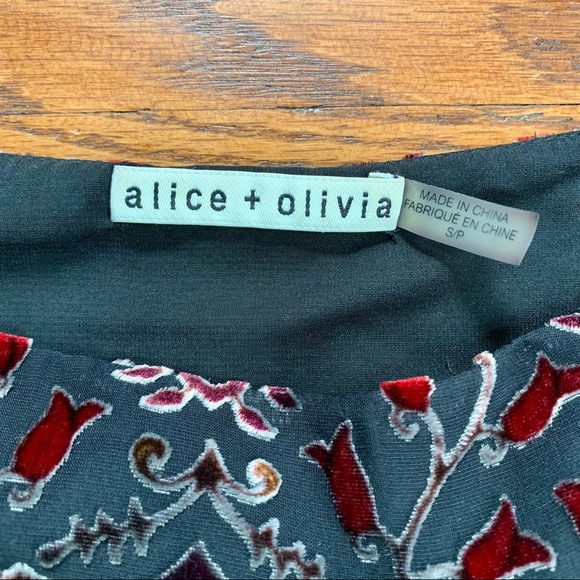 alice + olivia
MADE IN CHINA
FABRIQUÉ EN CHINE
S/P